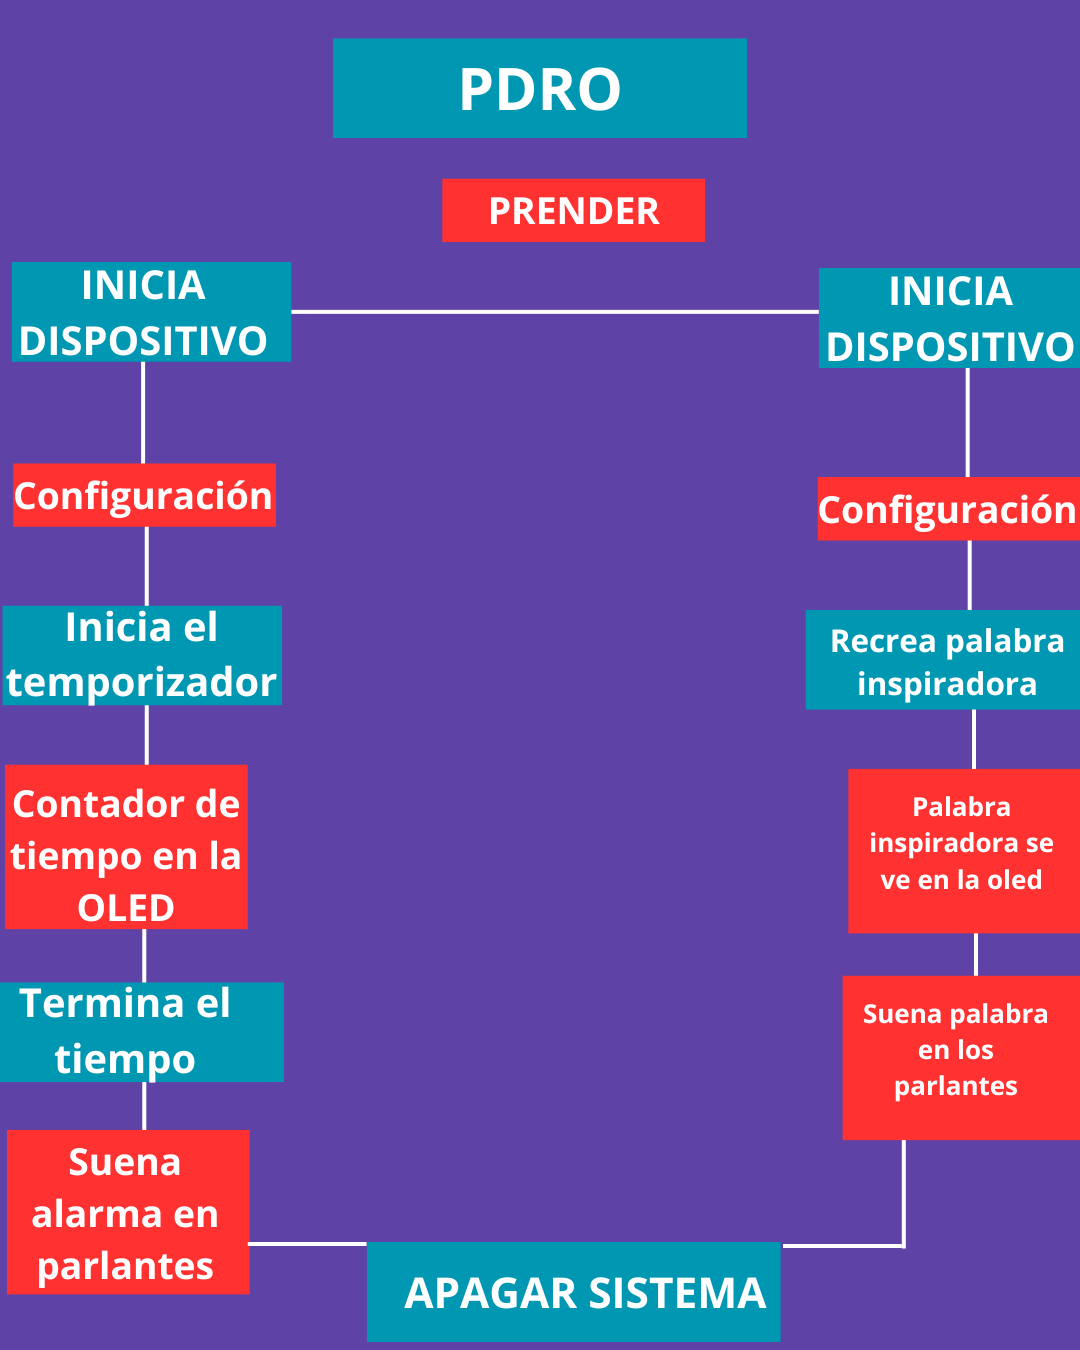 PDRO
PRENDER
INICIA
DISPOSITIVO
Configuración
Inicia el
temporizador
Contador de
tiempo en la
OLED
Termina el
tiempo
Suena
alarma en
parlantes
INICIA
DISPOSITIVO
Configuración
Recrea palabra
inspiradora
Palabra
inspiradora se
ve en la oled
Suena palabra
en los
parlantes
APAGAR SISTEMA